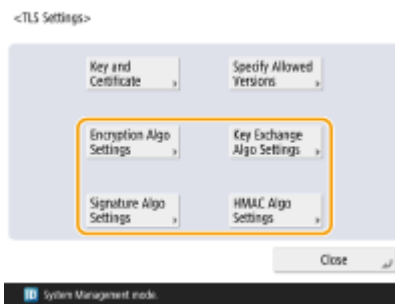 <TLS Settings>
Key and
Certificate
Specify Allowed
Versions
Encryption Algo
Settings
Key Exchange
Algo Settings
Signature Algo
Settings
HMAC Algo
Settings
Close
System Management mode.